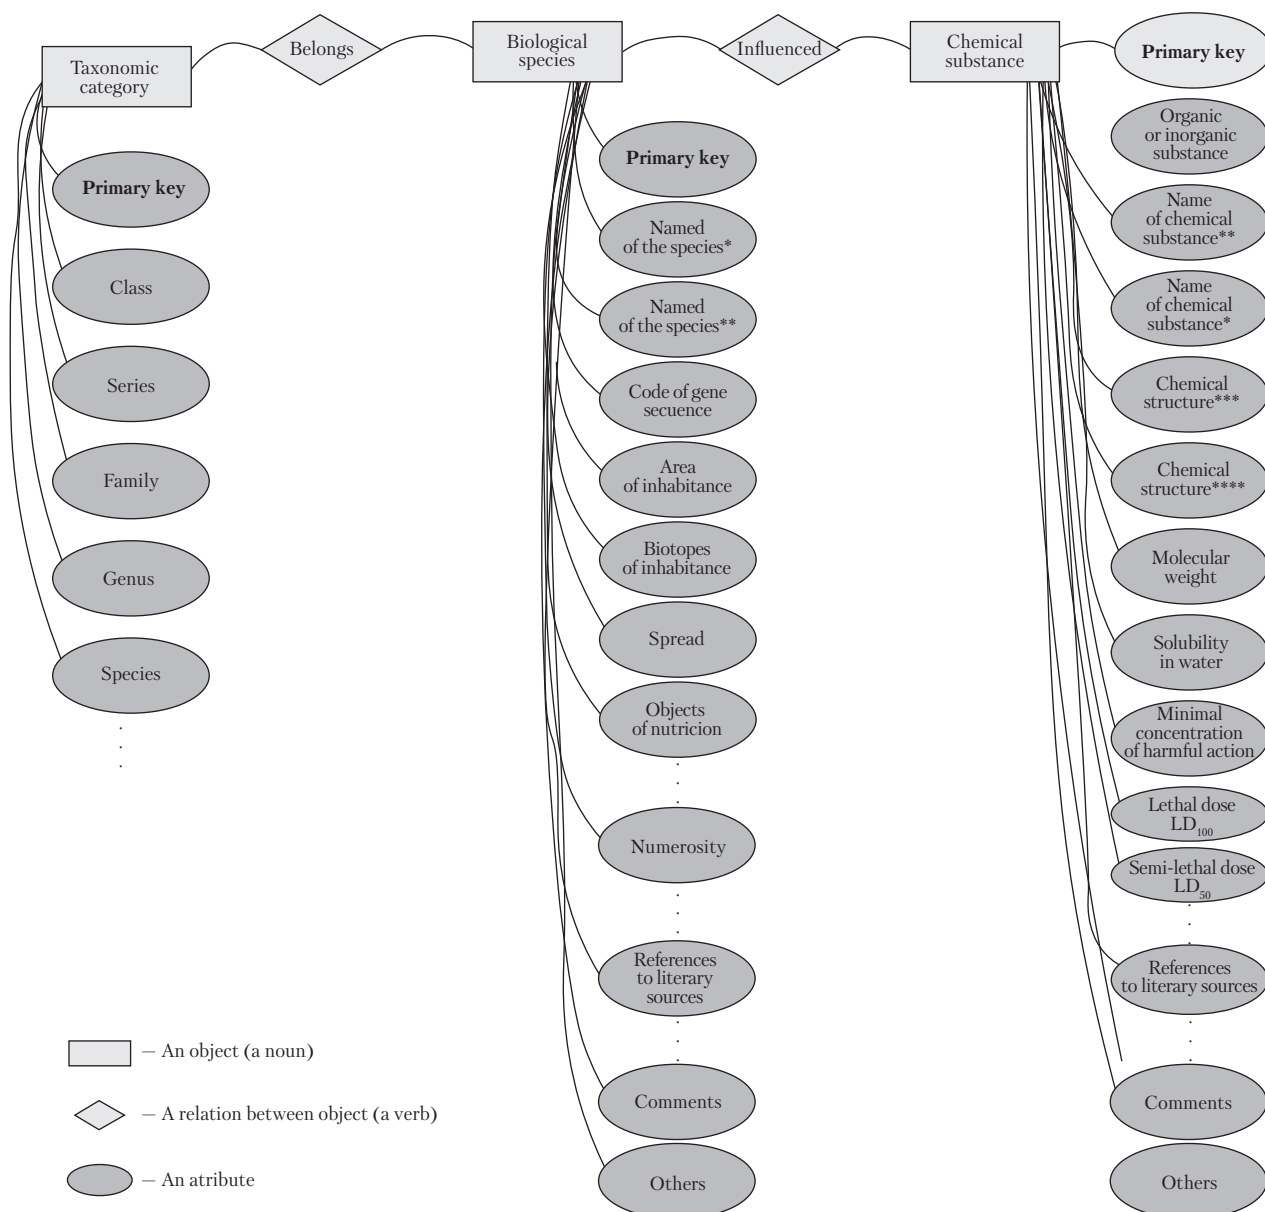 Taxonomic
category
Belongs
Biological
species
Influenced
Chemical
substance
Primary key
Primary key
Class
Series
Family
Genus
Species
Primary key
Named
of the species*
Named
of the species**
Code of gene
secuence
Area
of inhabitance
Biotopes
of inhabitance
Spread
Objects
of nutricion
Numerosity
References
to literary
sources
Comments
Others
Organic
or inorganic
substance
Name
of chemical
substance**
Name
of chemical
substance*
Chemical
structure***
Chemical
structure****
Molecular
weight
Solubility
in water
Minimal
concentration
of harmful action
Lethal dose
LD100
Semi-lethal dose
LD50
References
to literary sources
Comments
Others
— An object (a noun)
— A relation between object (a verb)
— An atribute